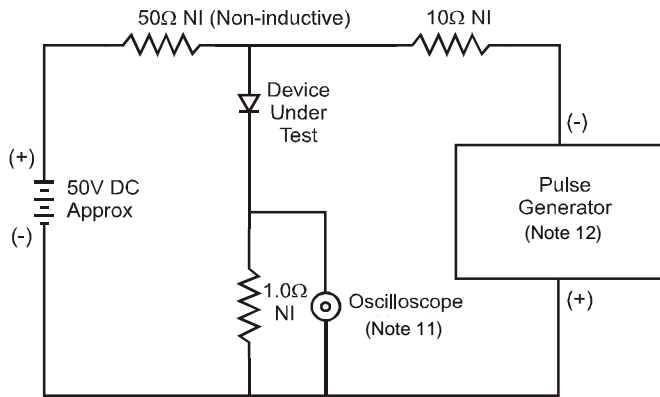 50Ω NI (Non-inductive)
10Ω NI
Device
Under
Test
(-)
(+)
50V DC
Approx
(-)
Pulse
Generator
(Note 12)
1.0Ω
NI
Oscilloscope
(Note 11)
(+)